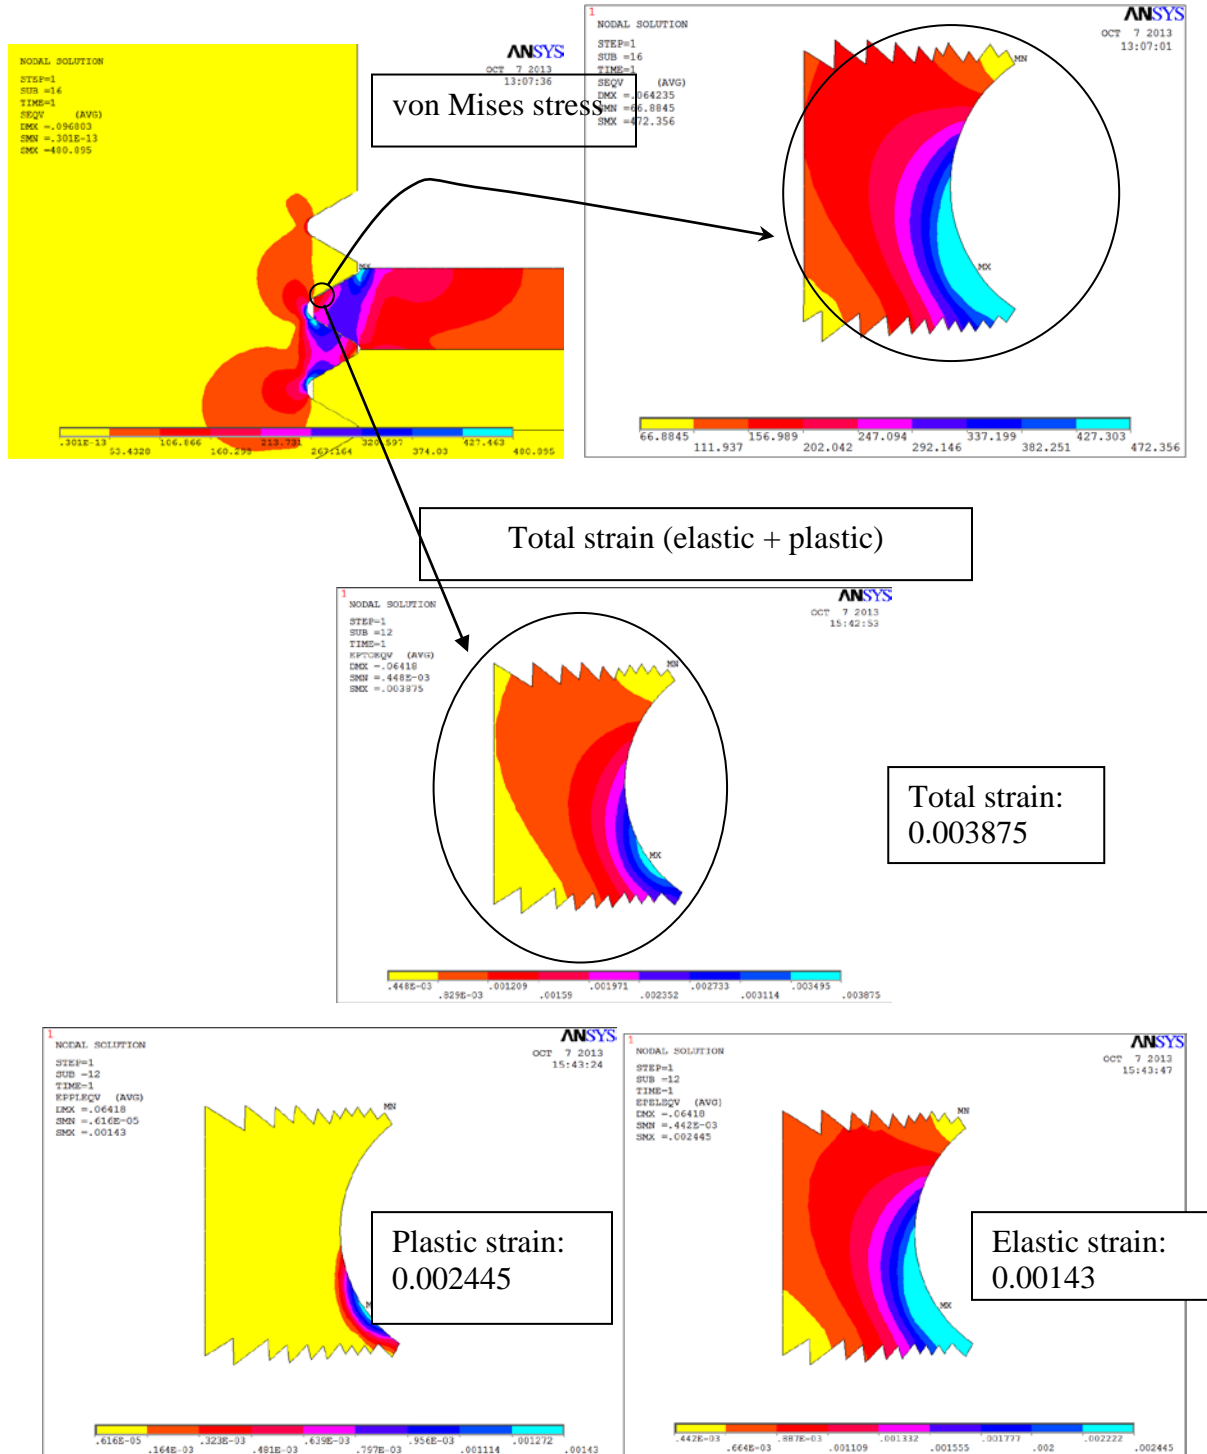 ANSYS
OCT 7 2013
13:07:36
NODAL SOLUTION
STEP=1
SUB =16
TIME=1
SEQV (AVG)
DMX =.096803
SMN =.301E-13
SMX =480.895
MX
.301E-13 106.866 213.731 320.597 427.463
53.4328 160.299 267.164 374.03 480.895
von Mises stress
1
ANSYS
OCT 7 2013
13:07:01
NODAL SOLUTION
STEP=1
SUB =16
TIME=1
SEQV (AVG)
DMX =.064235
SMN =66.8845
SMX =472.356
MN
MX
66.8845 156.989 247.094 337.199 427.303
111.937 202.042 292.146 382.251 472.356
Total strain (elastic + plastic)
1
ANSYS
OCT 7 2013
15:42:53
NODAL SOLUTION
STEP=1
SUB =12
TIME=1
EPTOEQV (AVG)
DMX =.06418
SMN =.448E-03
SMX =.003875
MN
MX
.448E-03 .001209 .001971 .002733 .003495
.829E-03 .00159 .002352 .003114 .003875
Total strain:
0.003875
1
ANSYS
OCT 7 2013
15:43:24
NODAL SOLUTION
STEP=1
SUB =12
TIME=1
EPPLEQV (AVG)
DMX =.06418
SMN =.616E-05
SMX =.00143
MN
Plastic strain:
0.002445
.616E-05 .323E-03 .639E-03 .956E-03 .001272
.164E-03 .481E-03 .797E-03 .001114 .00143
1
ANSYS
OCT 7 2013
15:43:47
NODAL SOLUTION
STEP=1
SUB =12
TIME=1
EPELEQV (AVG)
DMX =.06418
SMN =.442E-03
SMX =.002445
MN
MX
Elastic strain:
0.00143
.442E-03 .887E-03 .001332 .001777 .002222
.664E-03 .001109 .001555 .002 .002445